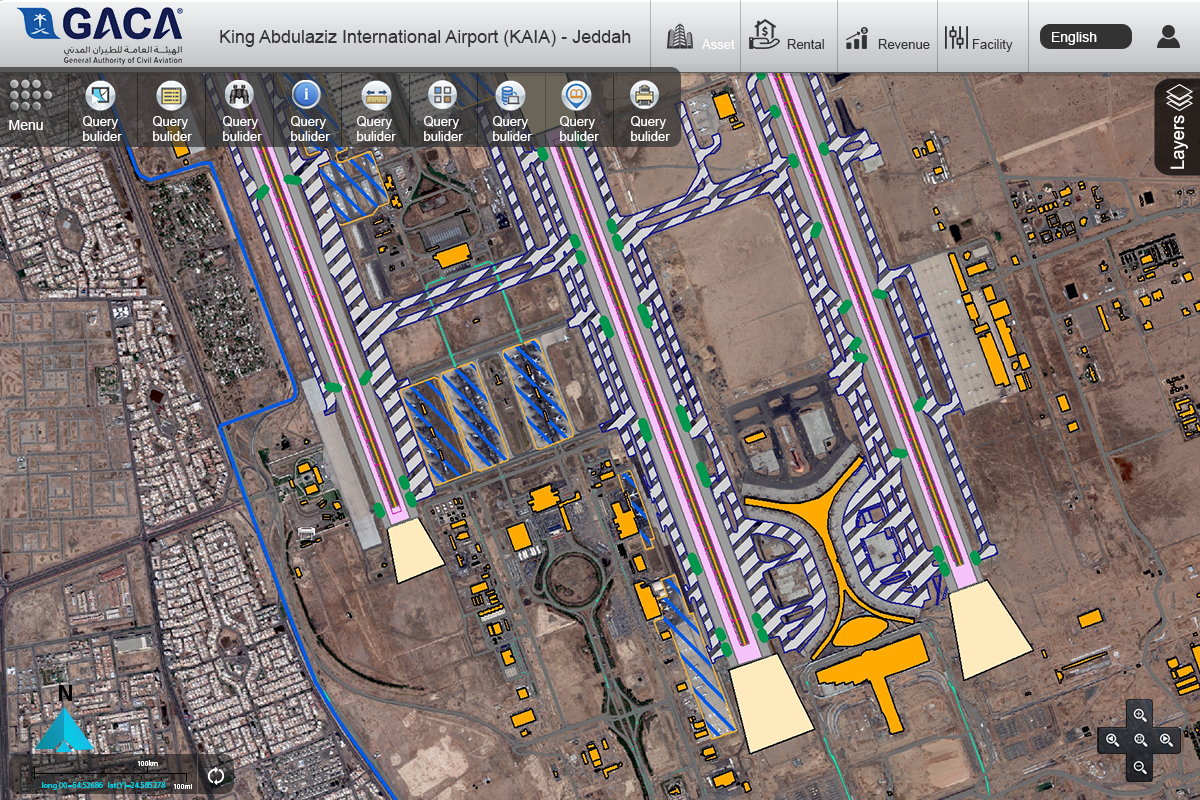 GACA
الهيئة العامة للطيران المدني
General Authority of Civil Aviation
King Abdulaziz International Airport (KAIA) - Jeddah
Asset
Rental
Revenue
Facility
English
Menu
Query
bulider
Query
bulider
Query
bulider
Query
bulider
Query
bulider
Query
bulider
Query
bulider
Query
bulider
Query
bulider
Layers
N
100km
long(X)=54.52686 lat(Y)=24.585278
100ml